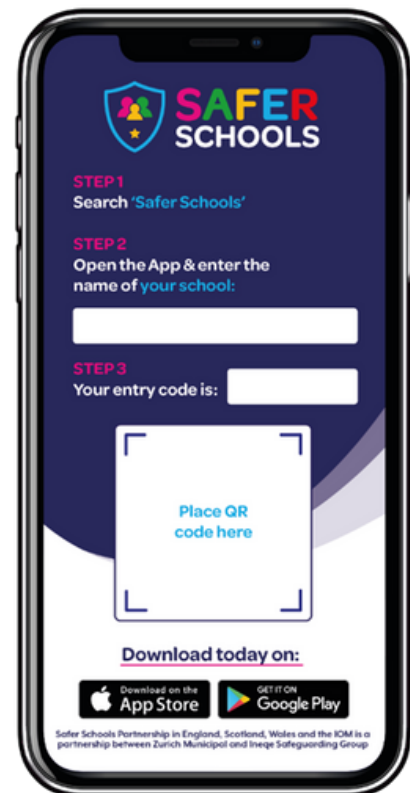 SAFER
SCHOOLS
STEP 1
Search ‘Safer Schools’
STEP 2
Open the App & enter the
name of your school:
STEP 3
Your entry code is:
Place QR
code here
Download today on:
Download on the
App Store
GET IT ON
Google Play
Safer Schools Partnership in England, Scotland, Wales and the IOM is a
partnership between Zurich Municipal and Ineqe Safeguarding Group